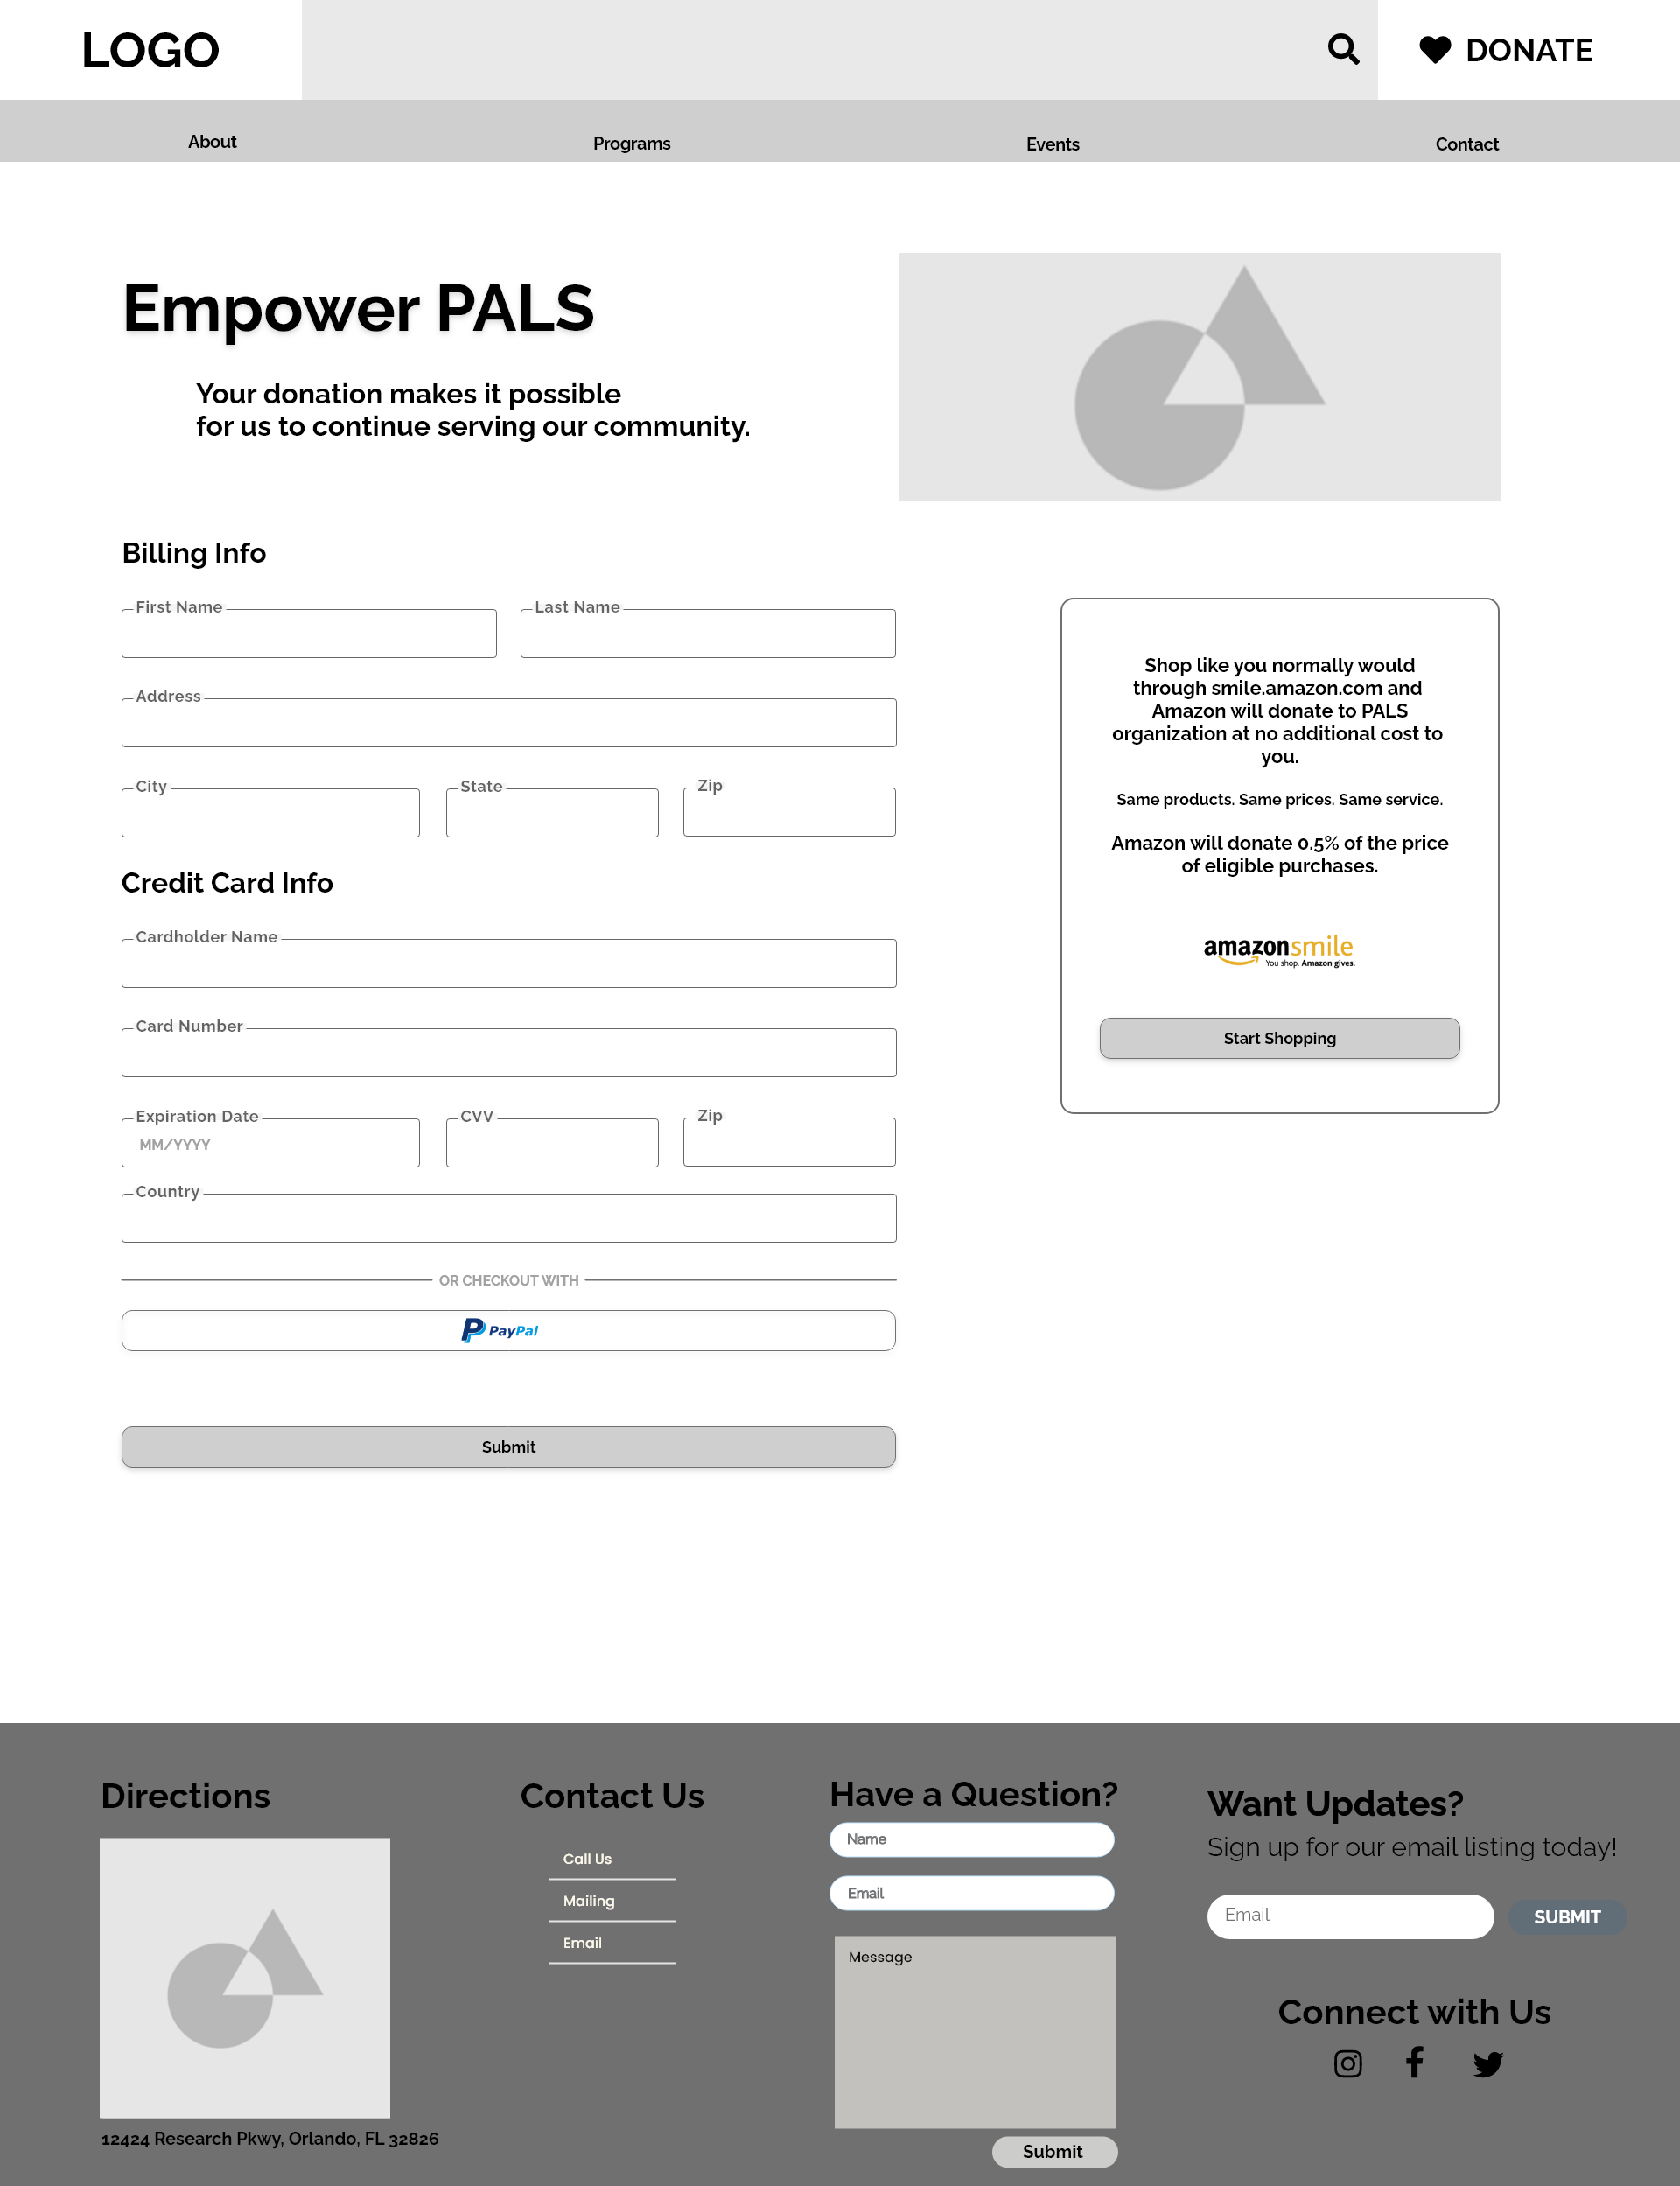 LOGO
DONATE
About
Programs
Events
Contact
Empower PALS
Your donation makes it possible
for us to continue serving our community.
Billing Info
First Name
Last Name
Address
City
State
Zip
Credit Card Info
Cardholder Name
Card Number
Expiration Date
MM/YYYY
CVV
Zip
Country
OR CHECKOUT WITH
PayPal
Submit
Shop like you normally would
through smile.amazon.com and
Amazon will donate to PALS
organization at no additional cost to
you.
Same products. Same prices. Same service.
Amazon will donate 0.5% of the price
of eligible purchases.
amazonsmile
You shop. Amazon gives.
Start Shopping
Directions
12424 Research Pkwy, Orlando, FL 32826
Contact Us
Call Us
Mailing
Email
Have a Question?
Name
Email
Message
Submit
Want Updates?
Sign up for our email listing today!
Email
SUBMIT
Connect with Us